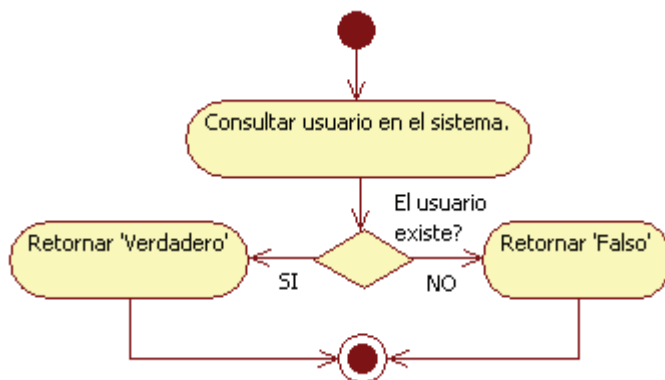 Consultar usuario en el sistema.
El usuario
existe?
Retornar 'Verdadero'
Retornar 'Falso'
SI
NO